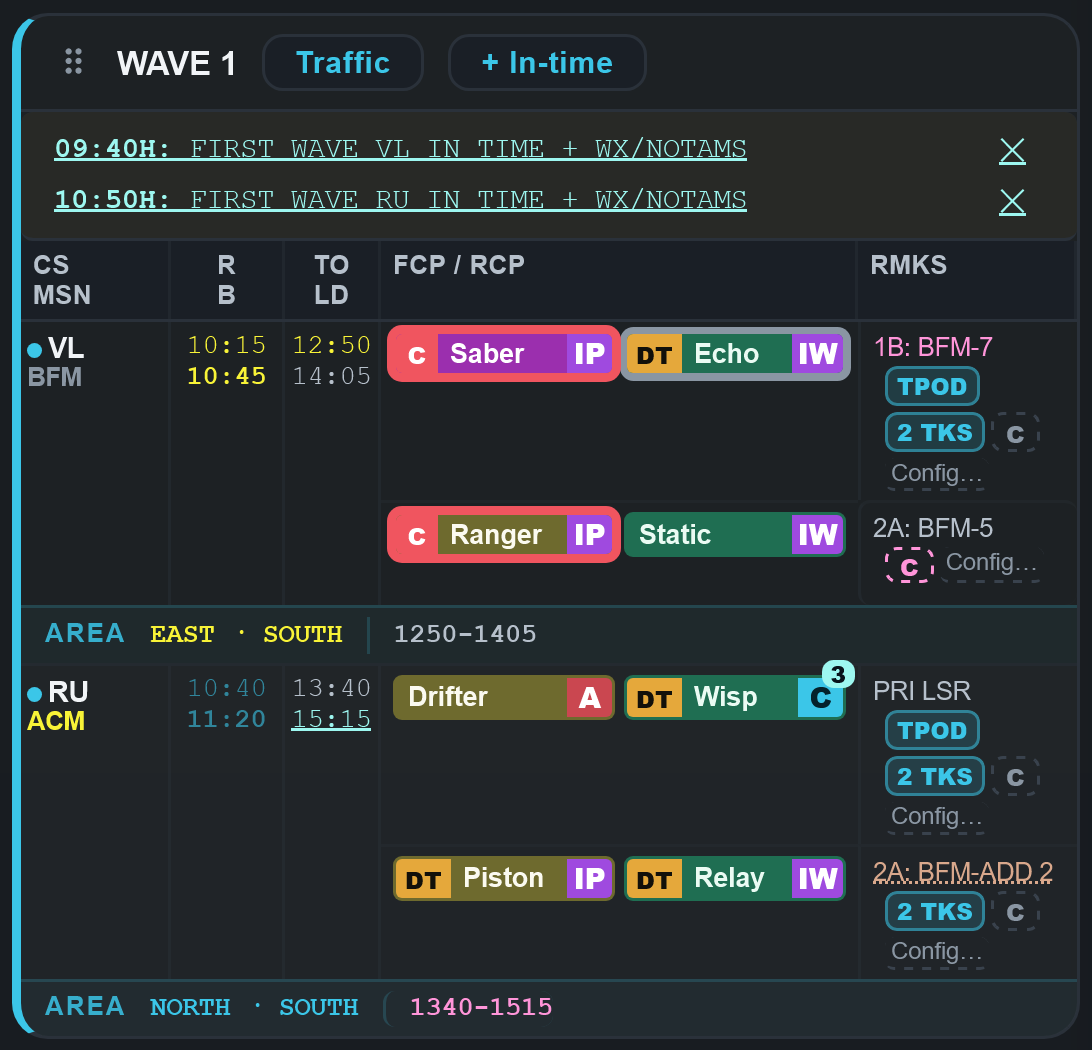 WAVE 1 Traffic + In-time
09:40H: FIRST WAVE VL IN TIME + WX/NOTAMS
10:50H: FIRST WAVE RU IN TIME + WX/NOTAMS
CS R TO FCP / RCP RMKS
MSN B LD
VL 10:15 12:50 C Saber IP DT Echo IW 1B: BFM-7
BFM 10:45 14:05 TPOD
2 TKS C
Config...
C Ranger IP Static IW 2A: BFM-5
C Config...
AREA EAST · SOUTH 1250-1405
3
RU 10:40 13:40 Drifter A DT Wisp C PRI LSR
ACM 11:20 15:15 TPOD
2 TKS C
Config...
DT Piston IP DT Relay IW 2A: BFM-ADD 2
2 TKS C
Config...
AREA NORTH · SOUTH 1340-1515